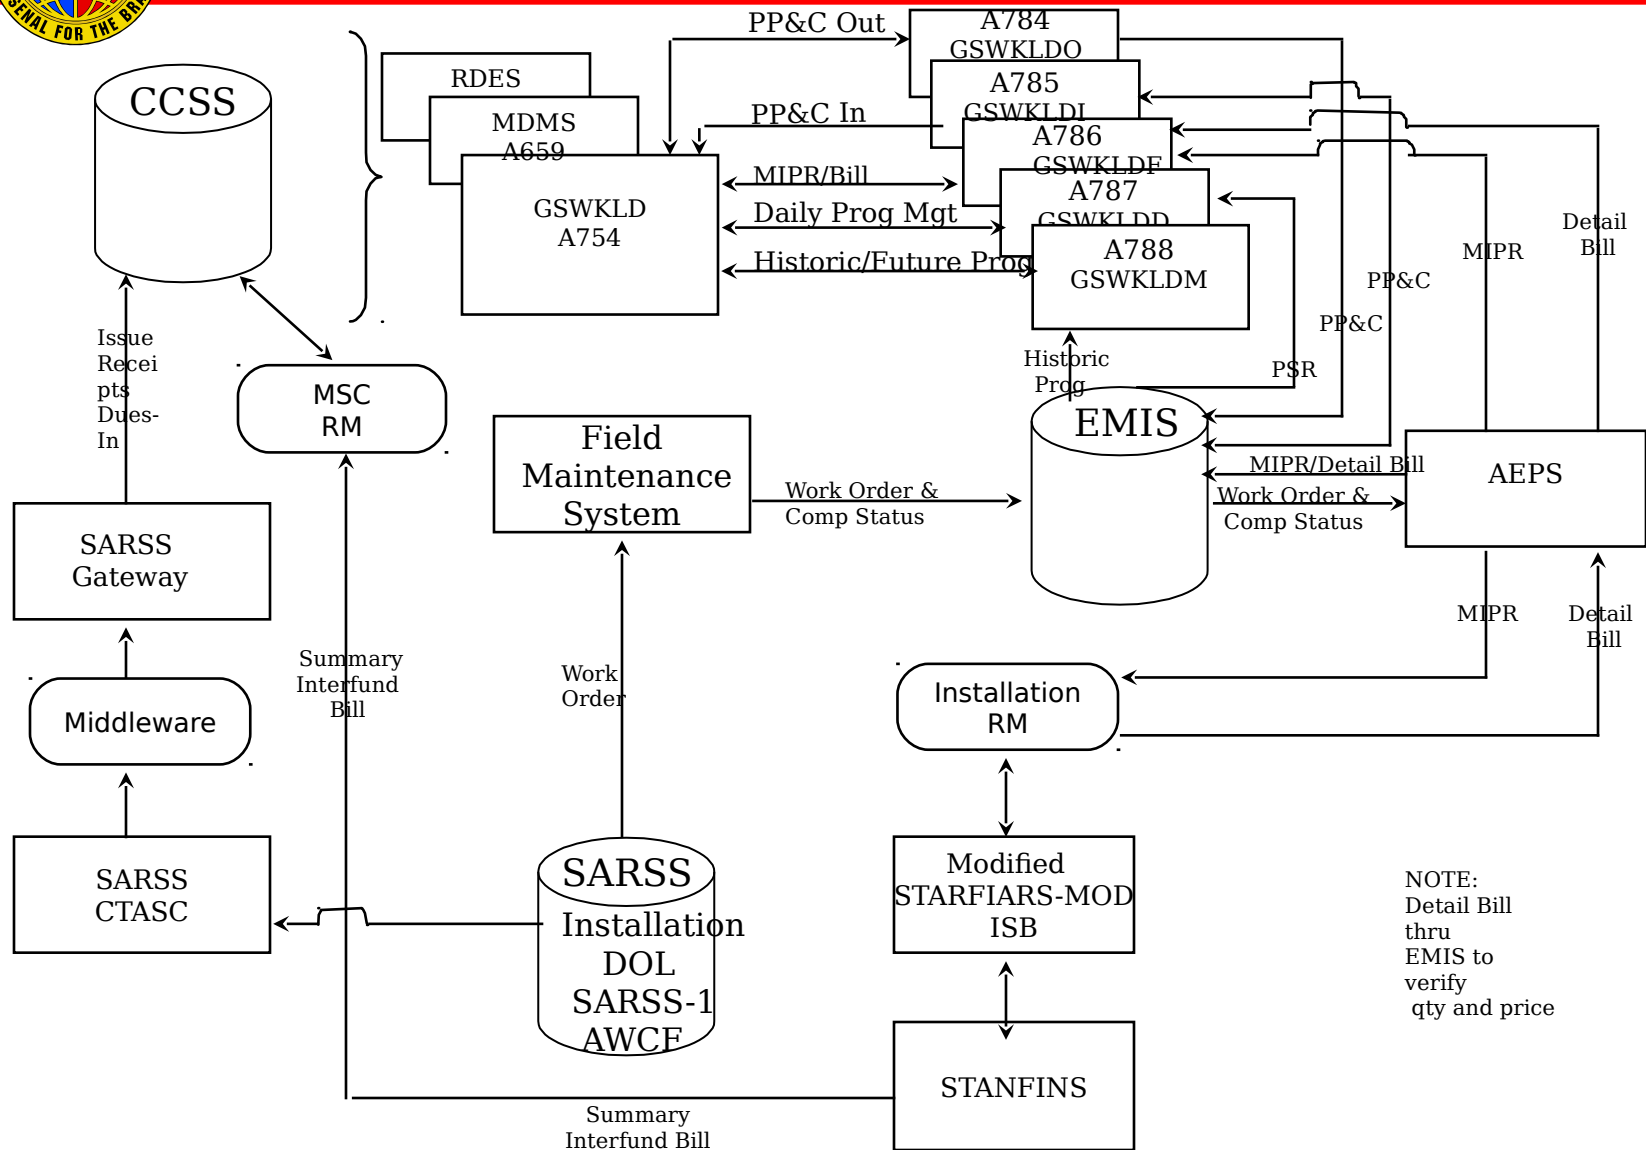 SENAL FOR THE BRA
CCSS
RDES
MDMS
A659
GSWKLD
A754
PP&C Out
PP&C In
MIPR/Bill
Daily Prog Mgt
Historic/Future Prog
A784
GSWKLDO
A785
GSWKLDI
A786
GSWKLDF
A787
GSWKLDD
A788
GSWKLDM
Detail
Bill
MIPR
PP&C
PP&C
PSR
Historic
Prog
Issue
Recei
pts
Dues-
In
MSC
RM
Field
Maintenance
System
Work Order &
Comp Status
EMIS
MIPR/Detail Bill
Work Order &
Comp Status
AEPS
SARSS
Gateway
MIPR
Detail
Bill
Summary
Interfund
Bill
Work
Order
Installation
RM
Middleware
SARSS
CTASC
SARSS
Installation
DOL
SARSS-1
AWCF
Modified
STARFIARS-MOD
ISB
NOTE:
Detail Bill
thru
EMIS to
verify
qty and price
STANFINS
Summary
Interfund Bill